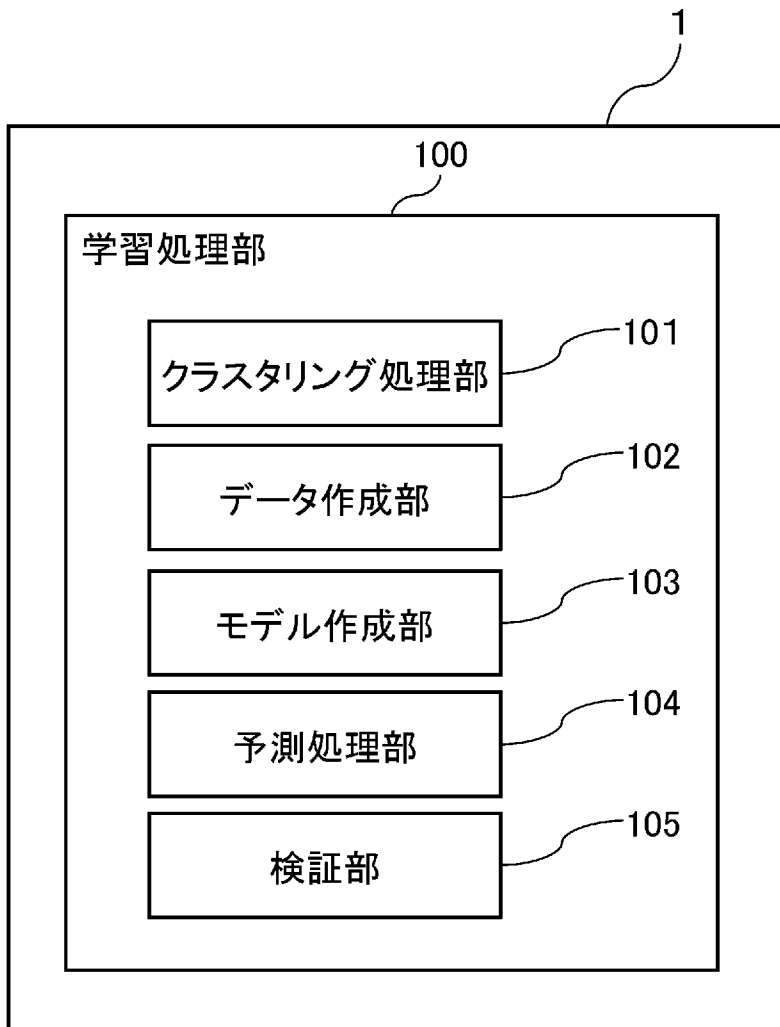 1
100
学習処理部
クラスタリング処理部
101
データ作成部
102
モデル作成部
103
予測処理部
104
検証部
105